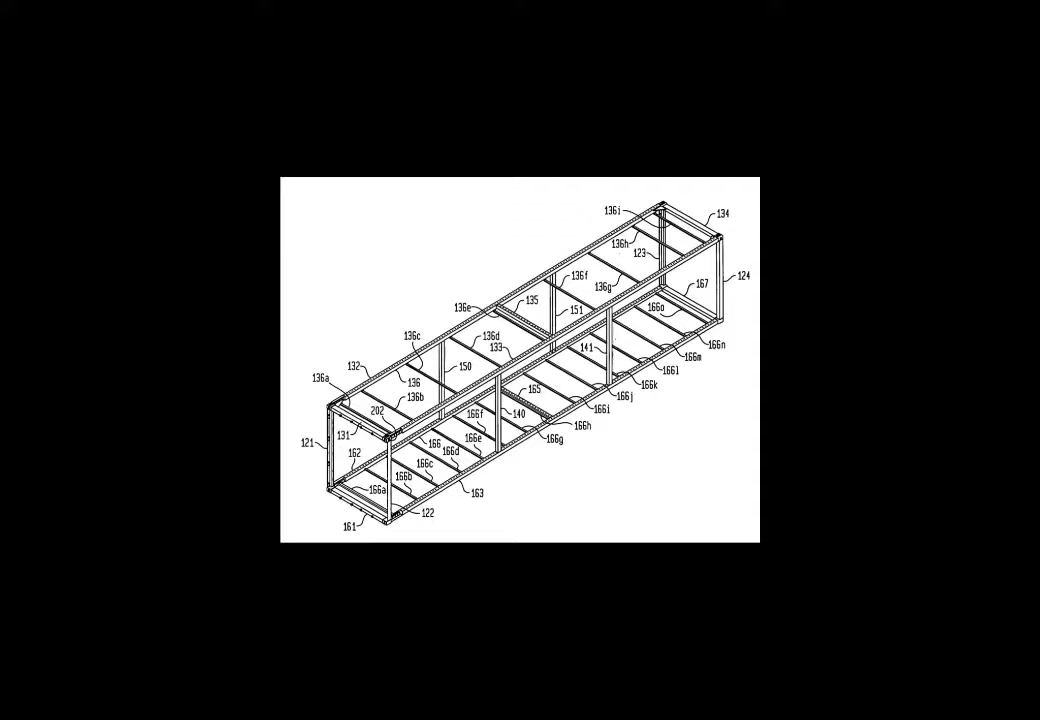 136i
134
136h
123
124
136f
136g
167
135
136e
151
166o
136c
136d
133
166n
141
166m
132
150
166l
136
166k
136a
136b
165
166j
202
166f
140
166i
131
166h
121
166
166e
166g
162
166d
166c
166b
166a
163
122
161